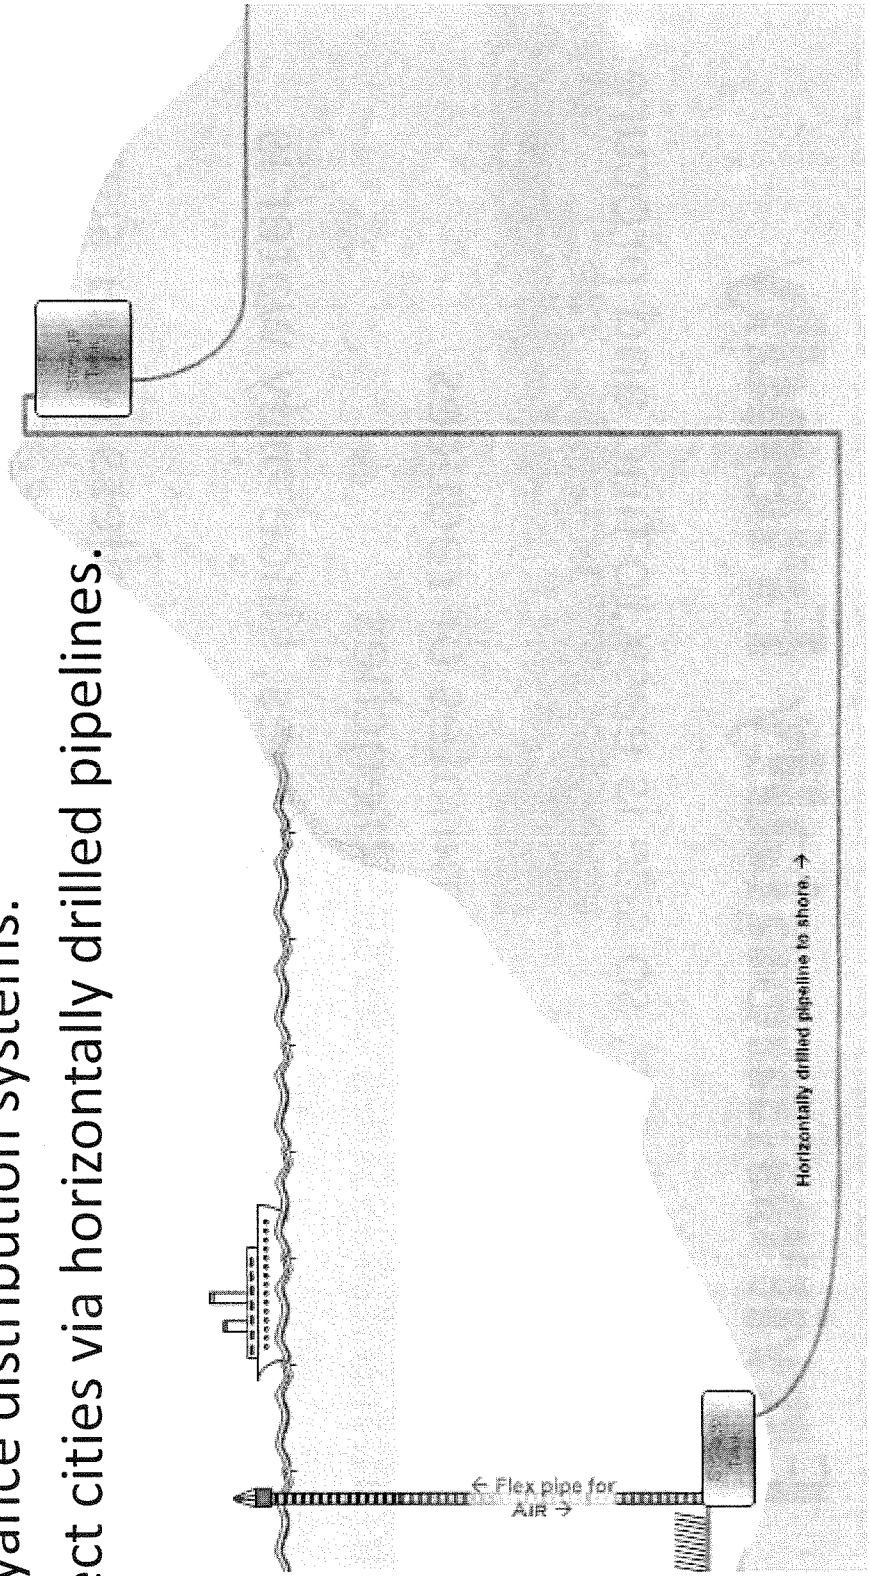 yance distribution systems.
ect cities via horizontally drilled pipelines.
← Flex pipe for
AIR →
Horizontally drilled pipeline to shore. →